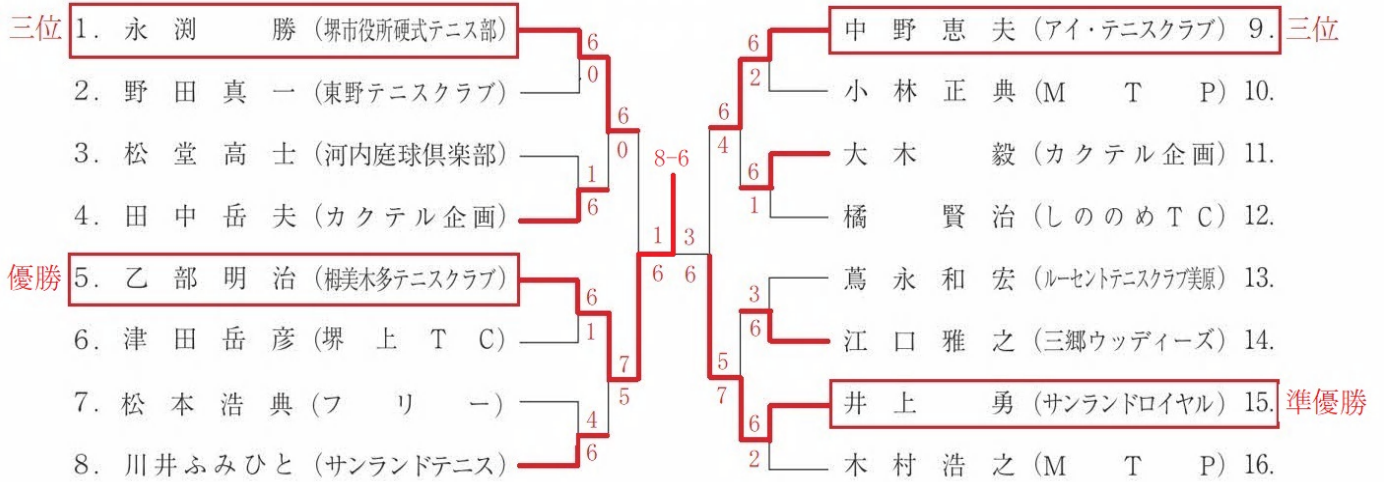 三位 1. 永渕 勝 (堺市役所硬式テニス部)
2. 野田真一 (東野テニスクラブ)
3. 松堂高士 (河内庭球倶楽部)
4. 田中岳夫 (カクテル企画)
優勝 5. 乙部明治 (栂美木多テニスクラブ)
6. 津田岳彦 (堺上TC)
7. 松本浩典 (フリー)
8. 川井ふみひと (サンランドテニス)
6
0
1
6
6
1
4
6
6
0
7
5
1
6
8-6
3
6
6
4
5
7
6
2
6
1
3
6
6
2
中野恵夫 (アイ・テニスクラブ) 9. 三位
小林正典 (MTP) 10.
大木 毅 (カクテル企画) 11.
橘 賢治 (しののめTC) 12.
蔦永和宏 (ルーセントテニスクラブ美原) 13.
江口雅之 (三郷ウッディーズ) 14.
井上 勇 (サンランドロイヤル) 15. 準優勝
木村浩之 (MTP) 16.